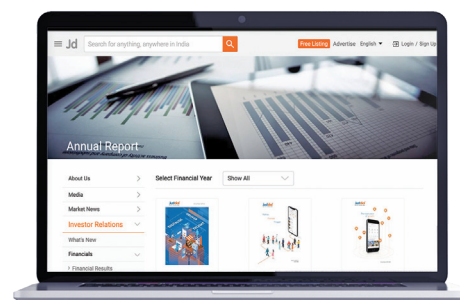 Jd
Search for anything, anywhere in India
Free Listing
Advertise
English
Login / Sign Up
Annual Report
About Us
Media
Market News
Investor Relations
What's New
Financials
Financial Results
Select Financial Year
Show All